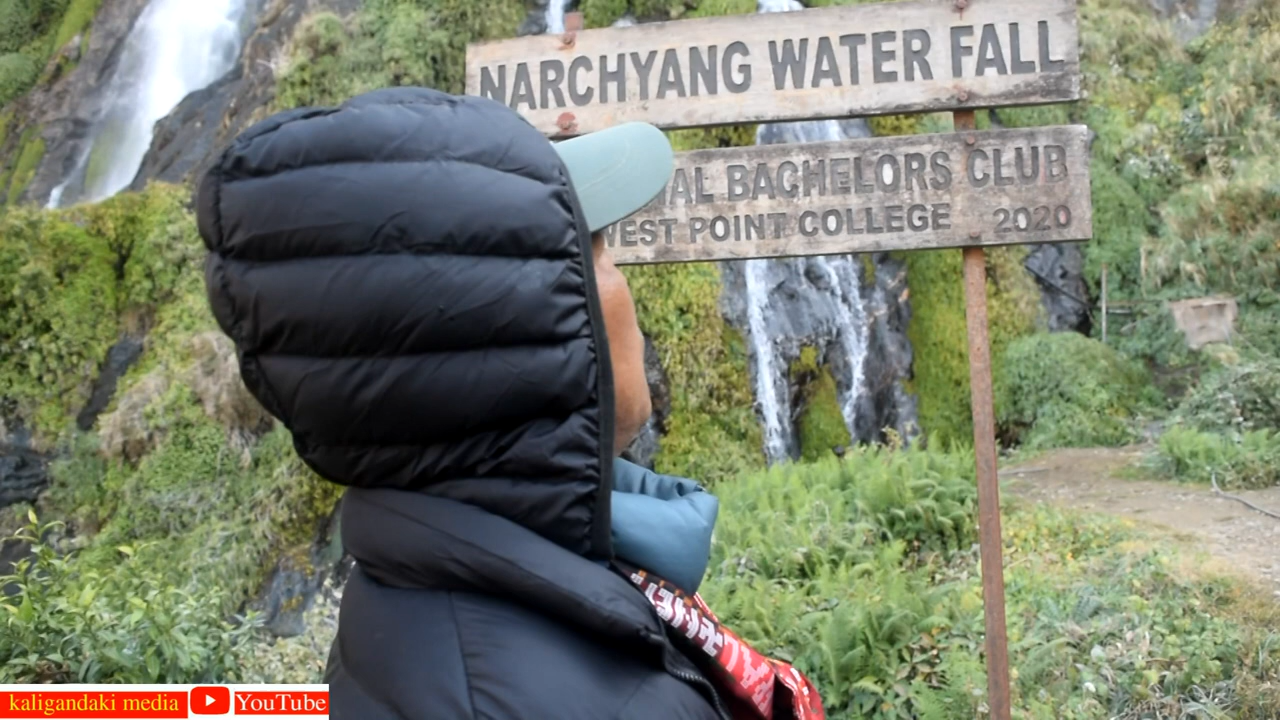 NARCHYANG WATER FALL
BACHELORS CLUB
WEST POINT COLLEGE 2020
kaligandaki media YouTube